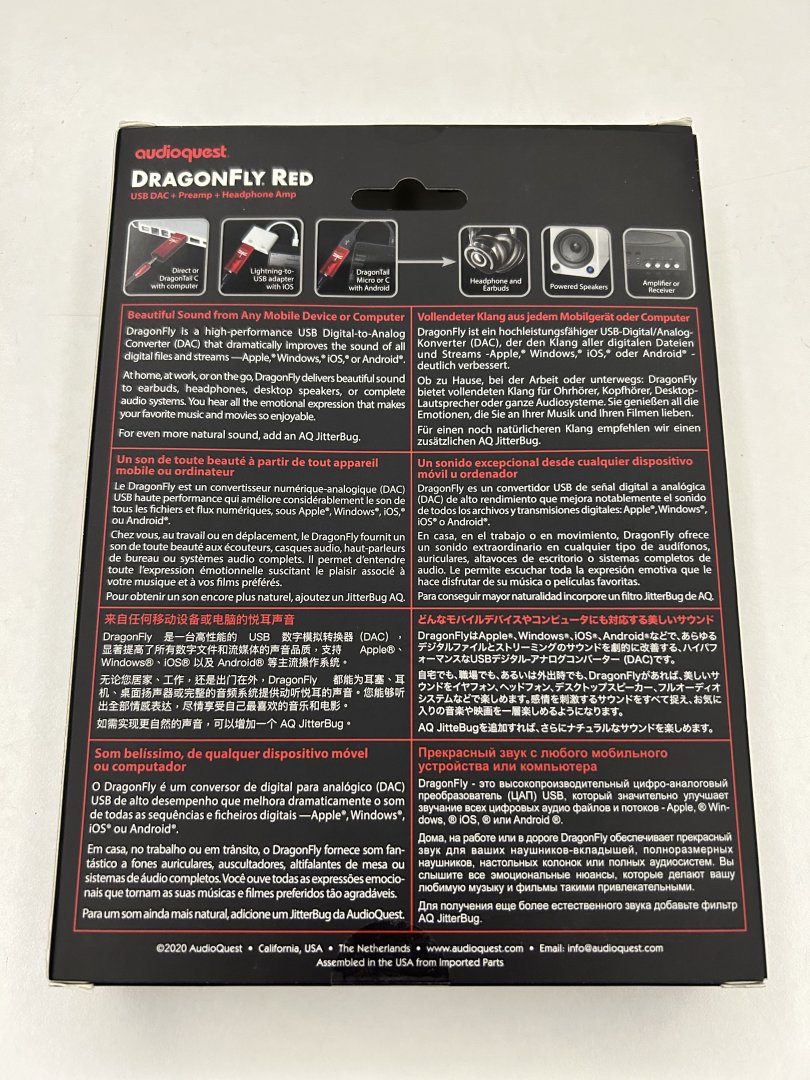 audioquest
DRAGONFLY RED
USB DAC + Preamp + Headphone Amp
Direct or
DragonTail C
with computer
Lightning-to-
USB adapter
with iOS
DragonTail
Micro or C
with Android
Headphone and
Earbuds
Powered Speakers
Amplifier or
Receiver
Beautiful Sound from Any Mobile Device or Computer
DragonFly is a high-performance USB Digital-to-Analog
Converter (DAC) that dramatically improves the sound of all
digital files and streams —Apple,® Windows,® iOS,® or Android®.
At home, at work, or on the go, DragonFly delivers beautiful sound
to earbuds, headphones, desktop speakers, or complete
audio systems. You hear all the emotional expression that makes
your favorite music and movies so enjoyable.
For even more natural sound, add an AQ JitterBug.
Vollendeter Klang aus jedem Mobilgerät oder Computer
DragonFly ist ein hochleistungsfähiger USB-Digital/Analog-
Konverter (DAC), der den Klang aller digitalen Dateien
und Streams -Apple,® Windows,® iOS,® oder Android® -
deutlich verbessert.
Ob zu Hause, bei der Arbeit oder unterwegs: DragonFly
bietet vollendeten Klang für Ohrhörer, Kopfhörer, Desktop-
Lautsprecher oder ganze Audiosysteme. Sie genießen all die
Emotionen, die Sie an Ihrer Musik und Ihren Filmen lieben.
Für einen noch natürlicheren Klang empfehlen wir einen
zusätzlichen AQ JitterBug.
Un son de toute beauté à partir de tout appareil
mobile ou ordinateur
Le DragonFly est un convertisseur numérique-analogique (DAC)
USB haute performance qui améliore considérablement le son de
tous les fichiers et flux numériques, sous Apple®, Windows®, iOS,®
ou Android®.
Chez vous, au travail ou en déplacement, le DragonFly fournit un
son de toute beauté aux écouteurs, casques audio, haut-parleurs
de bureau ou systèmes audio complets. Il permet d'entendre
toute l'expression émotionnelle suscitant le plaisir associé à
votre musique et à vos films préférés.
Pour obtenir un son encore plus naturel, ajoutez un JitterBug AQ.
Un sonido excepcional desde cualquier dispositivo
móvil u ordenador
DragonFly es un convertidor USB de señal digital a analógica
(DAC) de alto rendimiento que mejora notablemente el sonido
de todos los archivos y transmisiones digitales: Apple®, Windows®,
iOS® o Android®.
En casa, en el trabajo o en movimiento, DragonFly ofrece
un sonido extraordinario en cualquier tipo de audífonos,
auriculares, altavoces de escritorio o sistemas completos de
audio. Le permite escuchar toda la expresión emotiva que le
hace disfrutar de su música o películas favoritas.
Para conseguir mayor naturalidad incorpore un filtro JitterBug de AQ.
来自任何移动设备或电脑的悦耳声音
DragonFly 是一台高性能的 USB 数字模拟转换器（DAC），
显著提高了所有数字文件和流媒体的声音品质，支持 Apple®、
Windows®、iOS® 以及 Android® 等主流操作系统。
无论您居家、工作，还是出门在外，DragonFly 都能为耳塞、耳
机、桌面扬声器或完整的音频系统提供动听悦耳的声音。您能够听
出全部情感表达，尽情享受自己最喜欢的音乐和电影。
如需实现更自然的声音，可以增加一个 AQ JitterBug。
どんなモバイルデバイスやコンピュータにも対応する美しいサウンド
DragonFlyはApple®、Windows®、iOS®、Android®などで、あらゆる
デジタルファイルとストリーミングのサウンドを劇的に改善する、ハイパフ
ォーマンスなUSBデジタル-アナログコンバーター (DAC)です。
自宅でも、職場でも、あるいは外出時でも、DragonFlyがあれば、美しいサ
ウンドをイヤフォン、ヘッドフォン、デスクトップスピーカー、フルオーディオ
システムなどで楽しめます。感情を刺激するサウンドをすべて捉え、お気に
入りの音楽や映画を一層楽しめるようになります。
AQ JitteBugを追加すれば、さらにナチュラルなサウンドを楽しめます。
Som belíssimo, de qualquer dispositivo móvel
ou computador
O DragonFly é um conversor de digital para analógico (DAC)
USB de alto desempenho que melhora dramaticamente o som
de todas as sequências e ficheiros digitais —Apple®, Windows®,
iOS® ou Android®.
Em casa, no trabalho ou em trânsito, o DragonFly fornece som fan-
tástico a fones auriculares, auscultadores, altifalantes de mesa ou
sistemas de áudio completos. Você ouve todas as expressões emocio-
nais que tornam as suas músicas e filmes preferidos tão agradáveis.
Para um som ainda mais natural, adicione um JitterBug da AudioQuest.
Прекрасный звук с любого мобильного
устройства или компьютера
DragonFly - это высокопроизводительный цифро-аналоговый
преобразователь (ЦАП) USB, который значительно улучшает
звучание всех цифровых аудио файлов и потоков - Apple, ® Win-
dows, ® iOS, ® или Android ®.
Дома, на работе или в дороге DragonFly обеспечивает прекрасный
звук для ваших наушников-вкладышей, полноразмерных
наушников, настольных колонок или полных аудиосистем. Вы
слышите все эмоциональные нюансы, которые делают вашу
любимую музыку и фильмы такими привлекательными.
Для получения еще более естественного звука добавьте фильтр
AQ JitterBug.
©2020 AudioQuest • California, USA • The Netherlands • www.audioquest.com • Email: info@audioquest.com
Assembled in the USA from Imported Parts